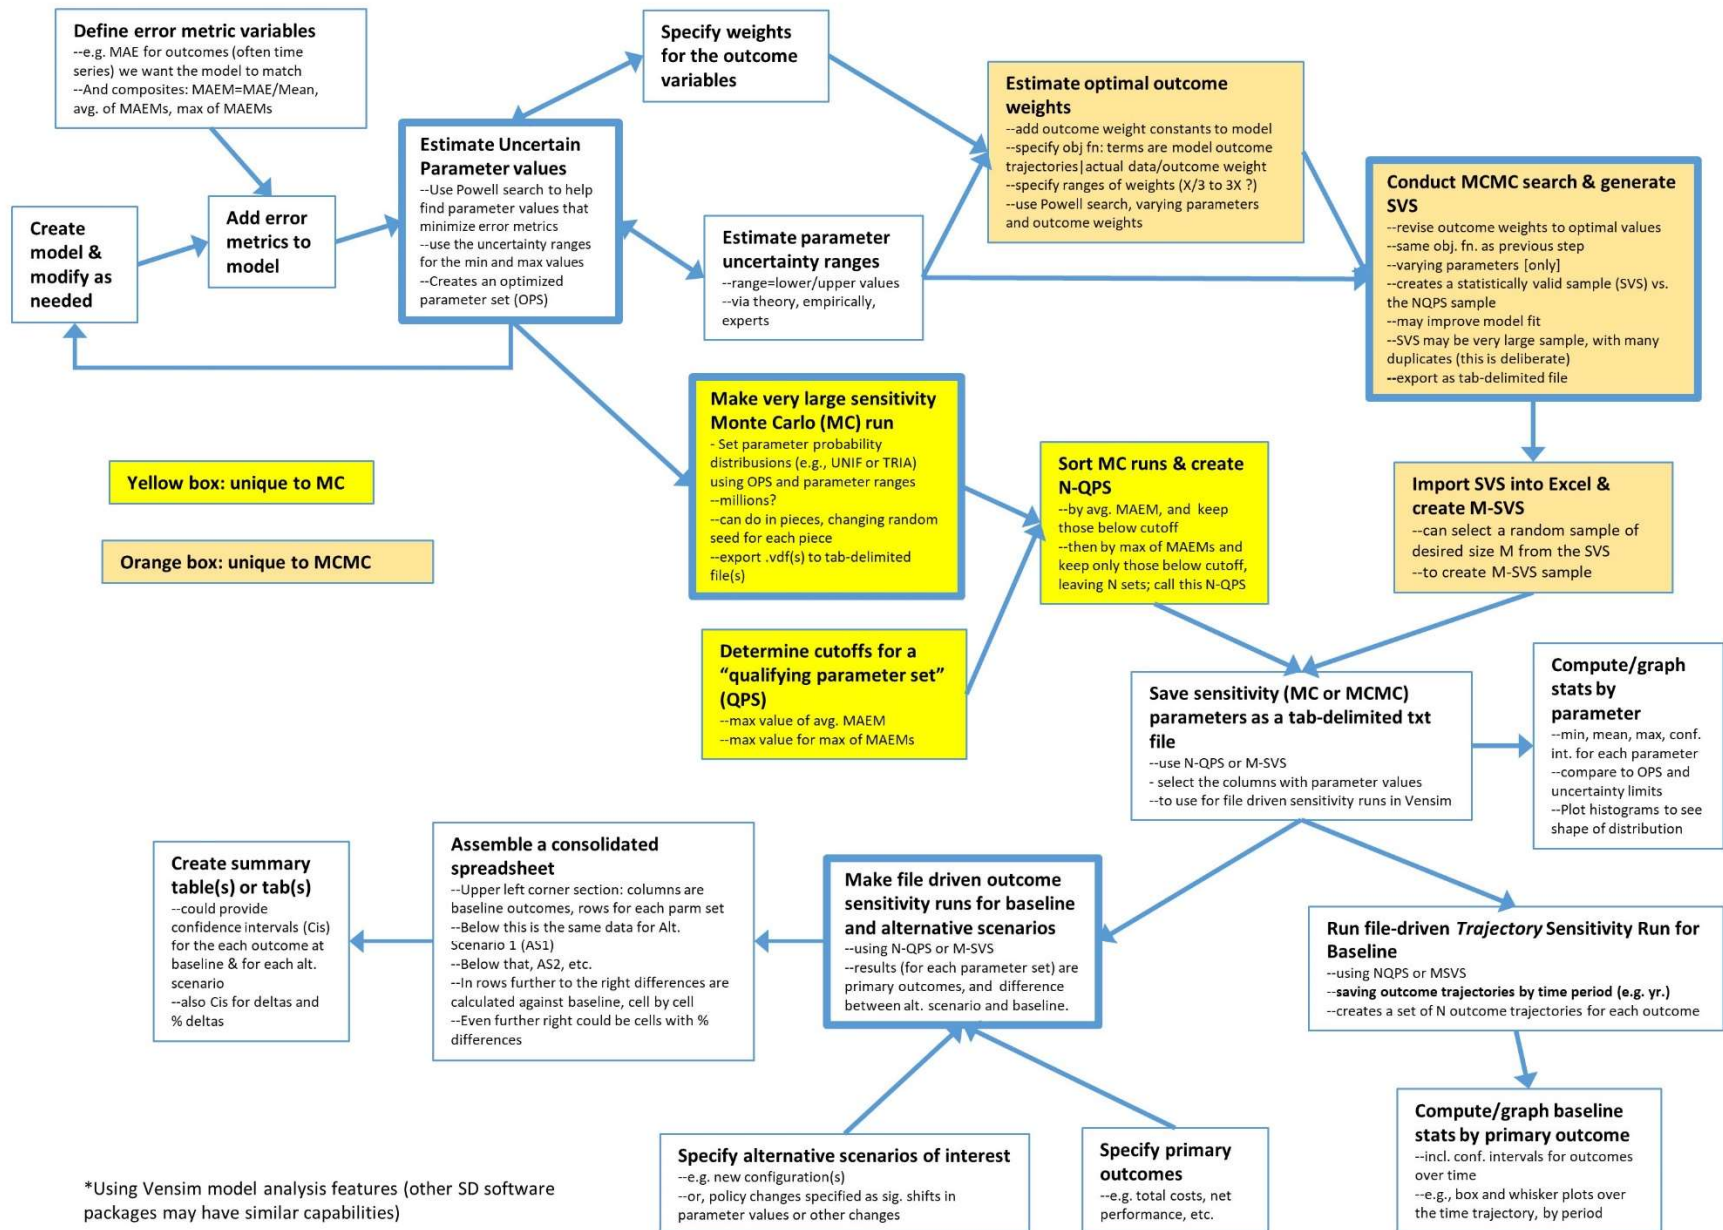 Define error metric variables
--e.g. MAE for outcomes (often time
series) we want the model to match
--And composites: MAEM=MAE/Mean,
avg. of MAEMs, max of MAEMs
Specify weights
for the outcome
variables
Estimate optimal outcome
weights
--add outcome weight constants to model
--specify obj fn: terms are model outcome
trajectories|actual data/outcome weight
--specify ranges of weights (X/3 to 3X ?)
--use Powell search, varying parameters
and outcome weights
Estimate Uncertain
Parameter values
--Use Powell search to help
find parameter values that
minimize error metrics
--use the uncertainty ranges
for the min and max values
--Creates an optimized
parameter set (OPS)
Conduct MCMC search & generate
SVS
--revise outcome weights to optimal values
--same obj. fn. as previous step
--varying parameters [only]
--creates a statistically valid sample (SVS) vs.
the NQPS sample
--may improve model fit
--SVS may be very large sample, with many
duplicates (this is deliberate)
--export as tab-delimited file
Create
model &
modify as
needed
Add error
metrics to
model
Estimate parameter
uncertainty ranges
--range=lower/upper values
--via theory, empirically,
experts
Make very large sensitivity
Monte Carlo (MC) run
- Set parameter probability
distribusions (e.g., UNIF or TRIA)
using OPS and parameter ranges
--millions?
--can do in pieces, changing random
seed for each piece
--export .vdf(s) to tab-delimited
file(s)
Sort MC runs & create
N-QPS
--by avg. MAEM, and keep
those below cutoff
--then by max of MAEMs and
keep only those below cutoff,
leaving N sets; call this N-QPS
Import SVS into Excel &
create M-SVS
--can select a random sample of
desired size M from the SVS
--to create M-SVS sample
Yellow box: unique to MC
Orange box: unique to MCMC
Determine cutoffs for a
“qualifying parameter set”
(QPS)
--max value of avg. MAEM
--max value for max of MAEMs
Save sensitivity (MC or MCMC)
parameters as a tab-delimited txt
file
--use N-QPS or M-SVS
- select the columns with parameter values
--to use for file driven sensitivity runs in Vensim
Compute/graph
stats by
parameter
--min, mean, max, conf.
int. for each parameter
--compare to OPS and
uncertainty limits
--Plot histograms to see
shape of distribution
Create summary
table(s) or tab(s)
--could provide
confidence intervals (Cis)
for the each outcome at
baseline & for each alt.
scenario
--also Cis for deltas and
% deltas
Assemble a consolidated
spreadsheet
--Upper left corner section: columns are
baseline outcomes, rows for each parm set
--Below this is the same data for Alt.
Scenario 1 (AS1)
--Below that, AS2, etc.
--In rows further to the right differences are
calculated against baseline, cell by cell
--Even further right could be cells with %
differences
Make file driven outcome
sensitivity runs for baseline
and alternative scenarios
--using N-QPS or M-SVS
--results (for each parameter set) are
primary outcomes, and  difference
between alt. scenario and baseline.
Run file-driven Trajectory Sensitivity Run for
Baseline
--using NQPS or MSVS
--saving outcome trajectories by time period (e.g. yr.)
--creates a set of N outcome trajectories for each outcome
Specify alternative scenarios of interest
--e.g. new configuration(s)
--or, policy changes specified as sig. shifts in
parameter values or other changes
Specify primary
outcomes
--e.g. total costs, net
performance, etc.
Compute/graph baseline
stats by primary outcome
--incl. conf. intervals for outcomes
over time
--e.g., box and whisker plots over
the time trajectory, by period
*Using Vensim model analysis features (other SD software
packages may have similar capabilities)